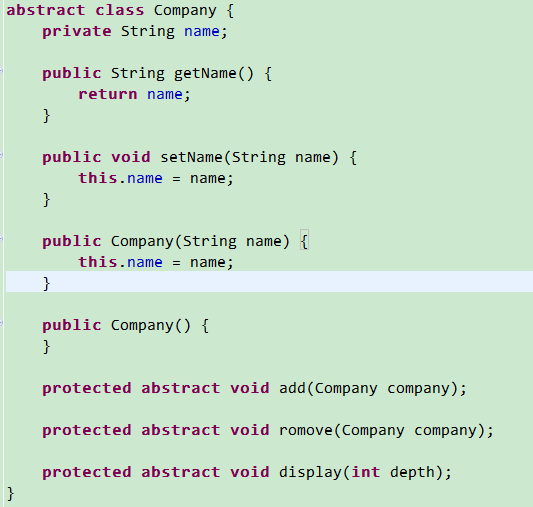 abstract class Company {
    private String name;

    public String getName() {
        return name;
    }

    public void setName(String name) {
        this.name = name;
    }

    public Company(String name) {
        this.name = name;
    }

    public Company() {
    }

    protected abstract void add(Company company);

    protected abstract void romove(Company company);

    protected abstract void display(int depth);
}